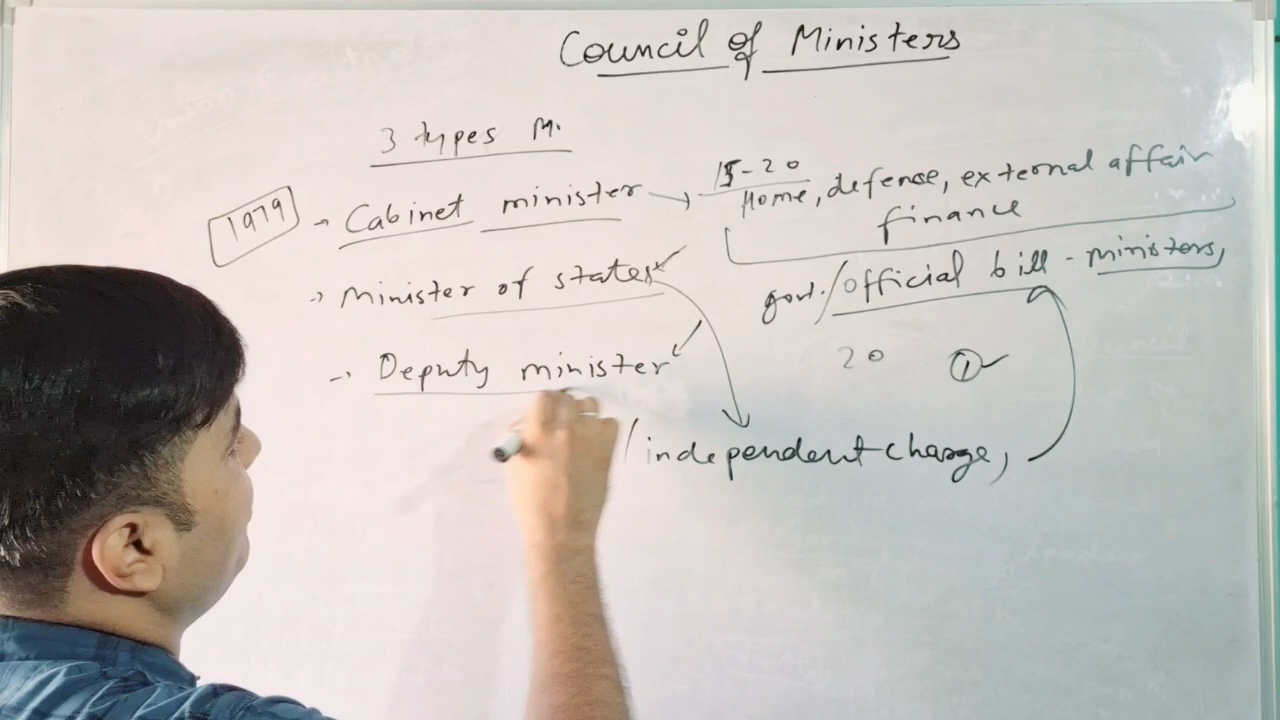 Council of Ministers
3 types M.
1979 → Cabinet minister → 15-20
Home, defense, external affair
finance
→ Minister of states
govt./official bill - ministers,
→ Deputy minister
20 ①✓
/independent charge,